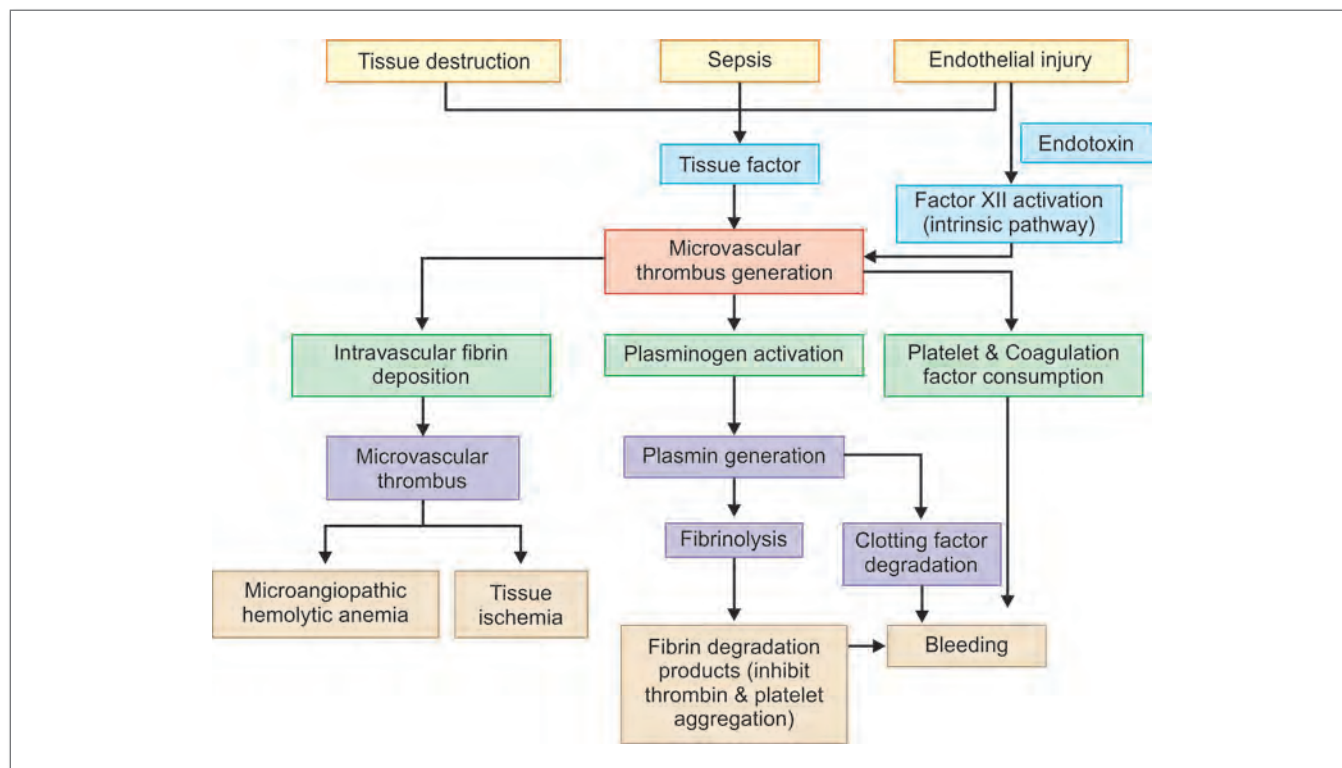 Tissue destruction
Sepsis
Endothelial injury
Endotoxin
Tissue factor
Factor XII activation
(intrinsic pathway)
Microvascular
thrombus generation
Intravascular fibrin
deposition
Plasminogen activation
Platelet & Coagulation
factor consumption
Microvascular
thrombus
Plasmin generation
Fibrinolysis
Clotting factor
degradation
Microangiopathic
hemolytic anemia
Tissue
ischemia
Fibrin degradation
products (inhibit
thrombin & platelet
aggregation)
Bleeding